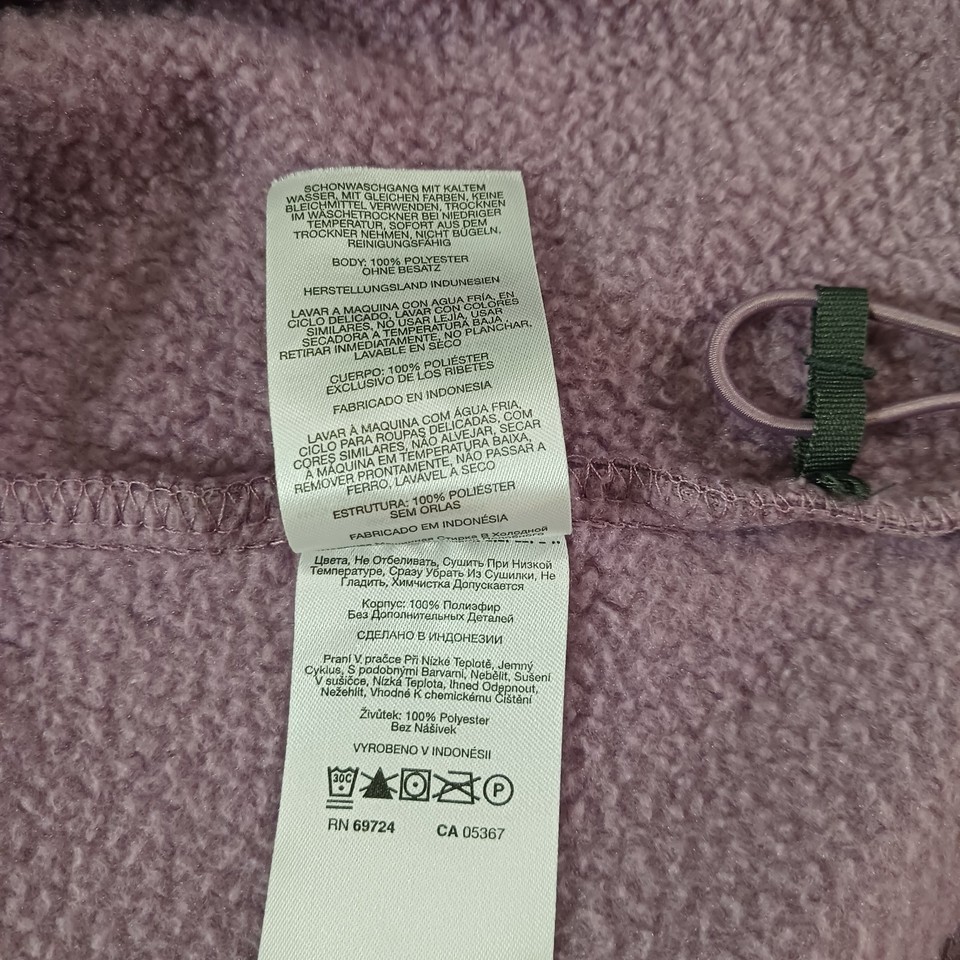 SCHONWASCHGANG MIT KALTEM
WASSER, MIT GLEICHEN FARBEN, KEINE
BLEICHMITTEL VERWENDEN, TROCKNEN
IM WÄSCHETROCKNER BEI NIEDRIGER
TEMPERATUR, SOFORT AUS DEM
TROCKNER NEHMEN, NICHT BÜGELN,
REINIGUNGSFÄHIG
BODY: 100% POLYESTER
OHNE BESATZ
HERSTELLUNGSLAND INDUNESIEN
LAVAR A MAQUINA CON AGUA FRÍA, EN
CICLO DELICADO, LAVAR CON COLORES
SIMILARES, NO USAR LEJÍA, USAR
SECADORA A TEMPERATURA BAJA
RETIRAR INMEDIATAMENTE, NO PLANCHAR,
LAVABLE EN SECO
CUERPO: 100% POLIÉSTER
EXCLUSIVO DE LOS RIBETES
FABRICADO EN INDONESIA
LAVAR À MAQUINA COM ÁGUA FRIA,
CICLO PARA ROUPAS DELICADAS, COM
CORES SIMILARES, NÃO ALVEJAR, SECAR
À MÁQUINA EM TEMPERATURA BAIXA,
REMOVER PRONTAMENTE, NÃO PASSAR A
FERRO, LAVÁVEL À SECO
ESTRUTURA: 100% POLIÉSTER
SEM ORLAS
FABRICADO EM INDONÉSIA
Машинная Стирка В Холодной
Цвета, Не Отбеливать, Сушить При Низкой
Температуре, Сразу Убрать Из Сушилки, Не
Гладить, Химчистка Допускается
Корпус: 100% Полиэфир
Без Дополнительных Деталей
СДЕЛАНО В ИНДОНЕЗИИ
Praní V pračce Při Nízké Teplotě, Jemný
Cyklus, S podobnými Barvami, Nebělit, Sušení
V sušičce, Nízká Teplota, Ihned Odepnout,
Nežehlit, Vhodné K chemickému Čištění
Živůtek: 100% Polyester
Bez Nášivek
VYROBENO V INDONÉSII
30C P
RN 69724 CA 05367